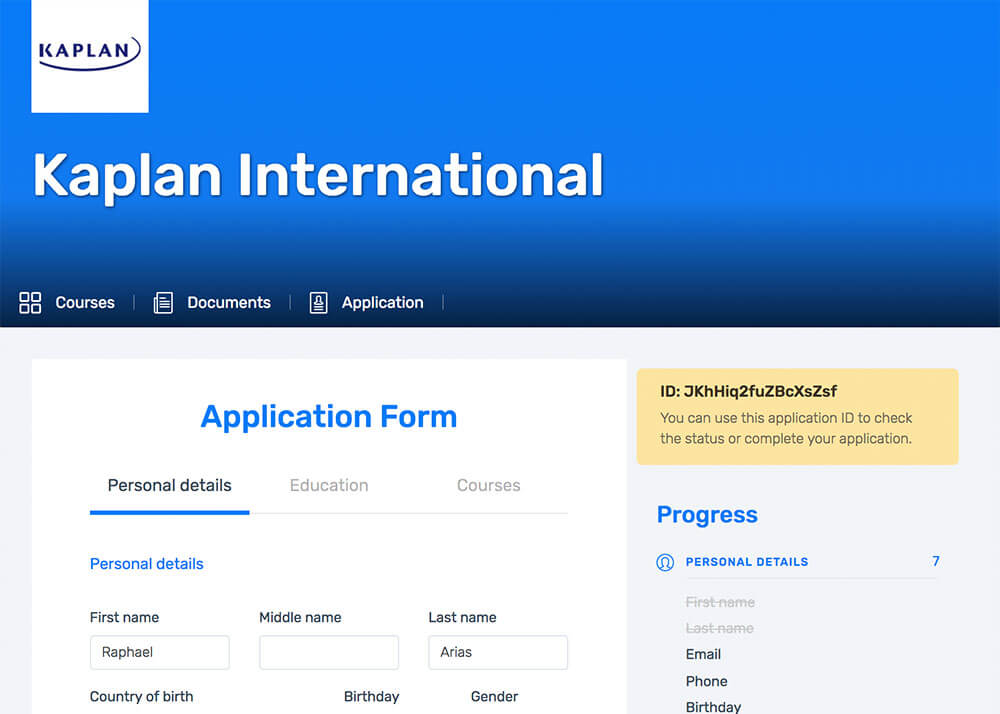 KAPLAN
Kaplan International
Courses Documents Application
Application Form
Personal details Education Courses
Personal details
First name Middle name Last name
Raphael Arias
Country of birth Birthday Gender
ID: JKhHiq2fuZBcXsZsf
You can use this application ID to check
the status or complete your application.
Progress
PERSONAL DETAILS 7
First name
Last name
Email
Phone
Birthday